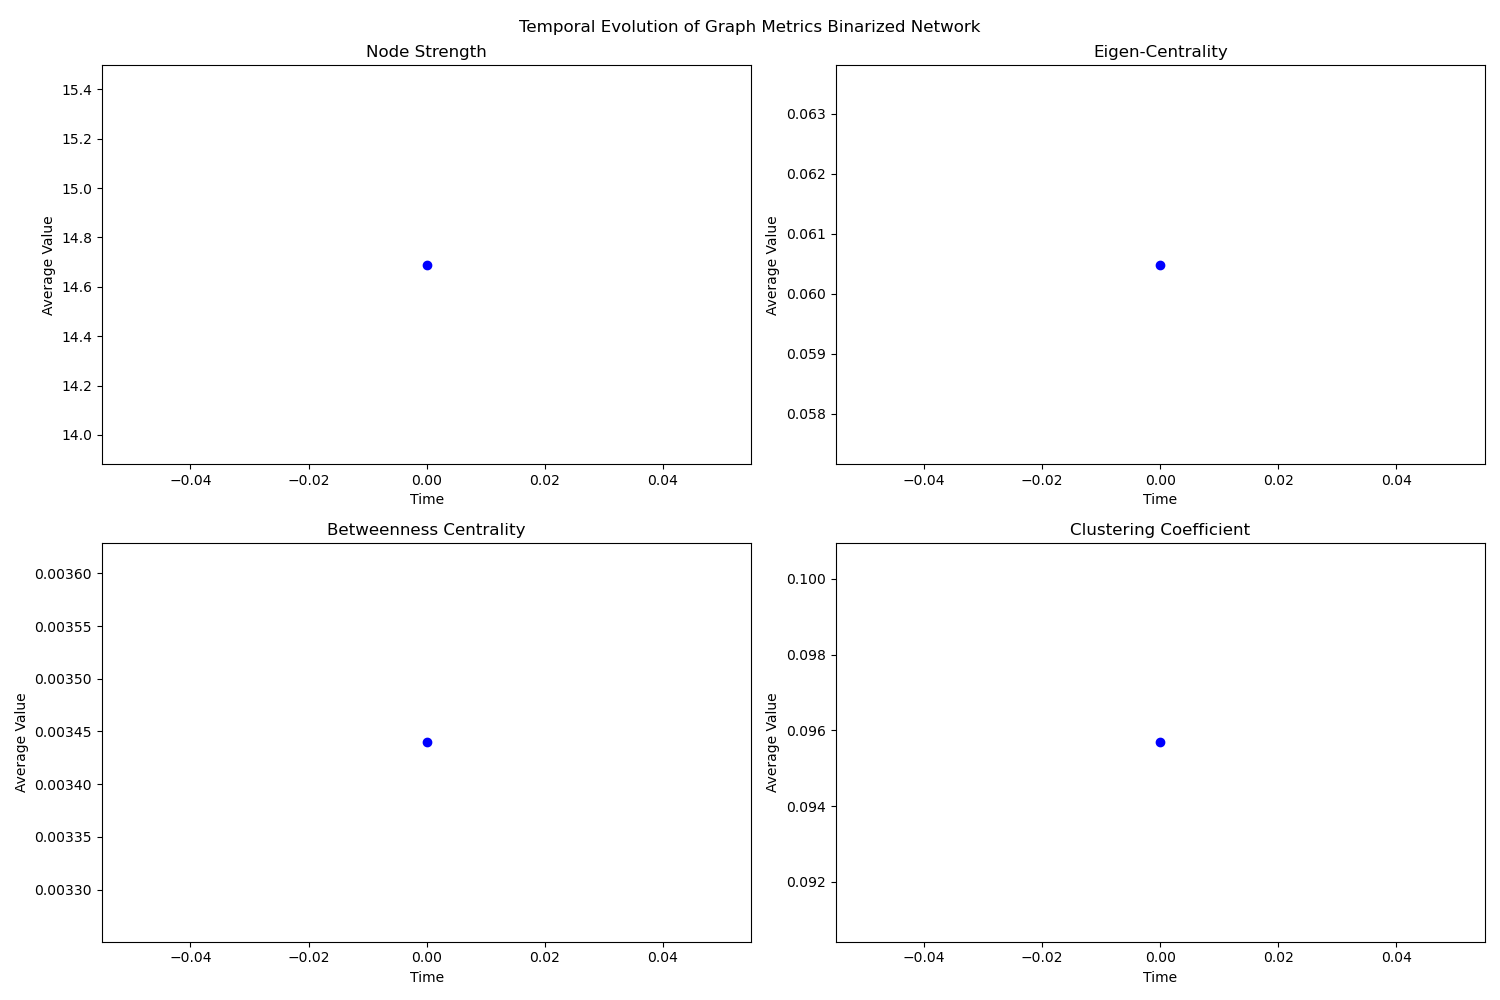 Temporal Evolution of Graph Metrics Binarized Network
Node Strength
15.4
15.2
15.0
14.8
14.6
14.4
14.2
14.0
Average Value
−0.04 −0.02 0.00 0.02 0.04
Time
Eigen-Centrality
0.063
0.062
0.061
0.060
0.059
0.058
Average Value
−0.04 −0.02 0.00 0.02 0.04
Time
Betweenness Centrality
0.00360
0.00355
0.00350
0.00345
0.00340
0.00335
0.00330
Average Value
−0.04 −0.02 0.00 0.02 0.04
Time
Clustering Coefficient
0.100
0.098
0.096
0.094
0.092
Average Value
−0.04 −0.02 0.00 0.02 0.04
Time